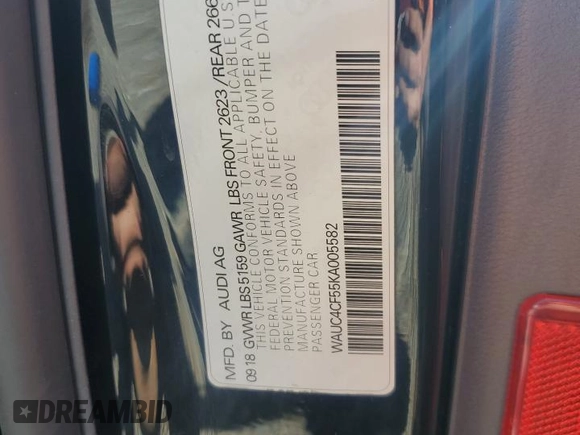 MFD. BY AUDI AG
09 18 GVWR LBS 5159 GAWR LBS FRONT 2623 /REAR 266
THIS VEHICLE CONFORMS TO ALL APPLICABLE U S
FEDERAL MOTOR VEHICLE SAFETY, BUMPER AND T
PREVENTION STANDARDS IN EFFECT ON THE DATE
MANUFACTURE SHOWN ABOVE
PASSENGER CAR
WAUC4CF55KA005582
DREAMBID